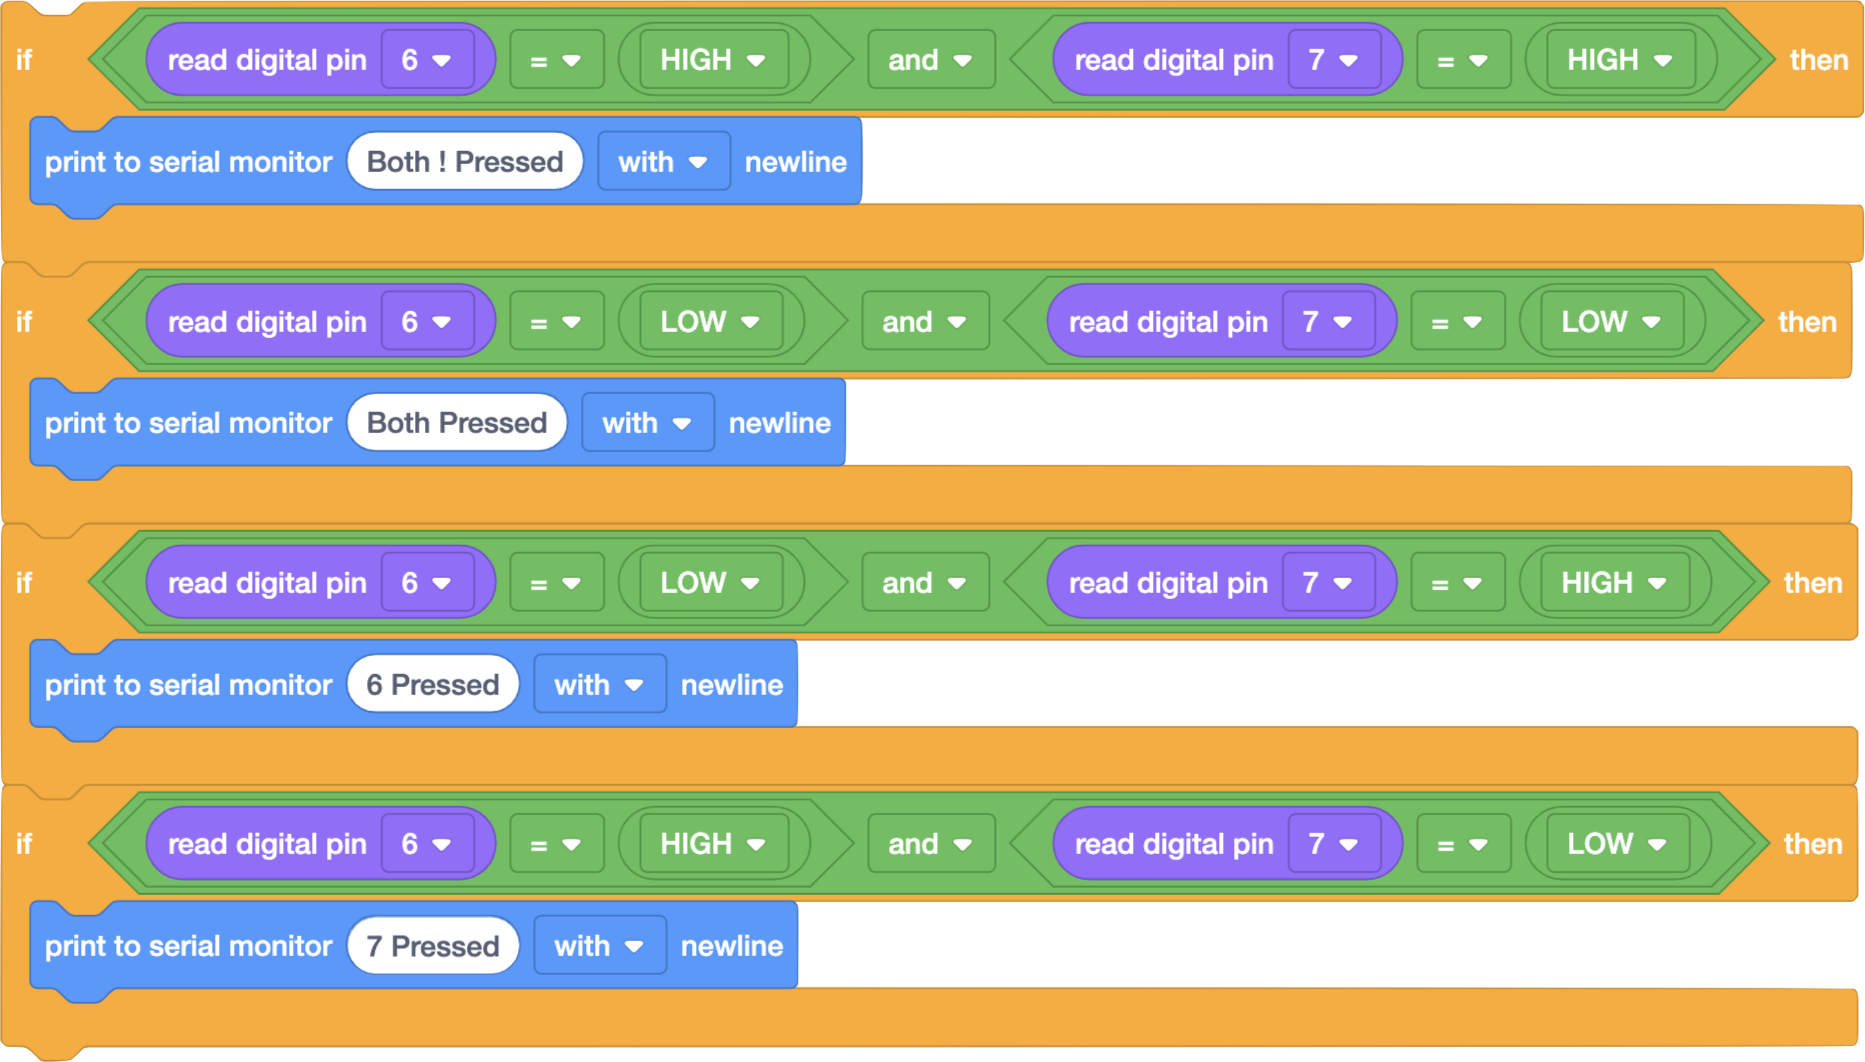 if read digital pin 6 = HIGH and read digital pin 7 = HIGH then
print to serial monitor Both ! Pressed with newline
if read digital pin 6 = LOW and read digital pin 7 = LOW then
print to serial monitor Both Pressed with newline
if read digital pin 6 = LOW and read digital pin 7 = HIGH then
print to serial monitor 6 Pressed with newline
if read digital pin 6 = HIGH and read digital pin 7 = LOW then
print to serial monitor 7 Pressed with newline